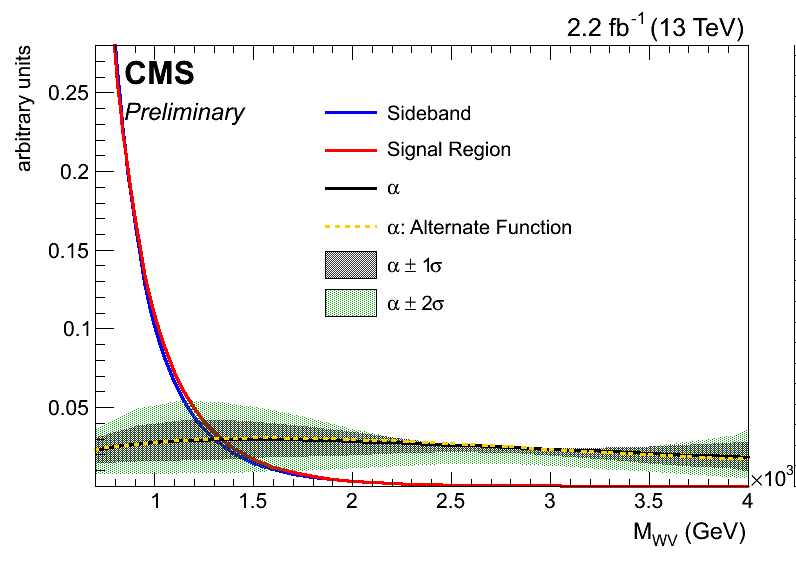 2.2 fb⁻¹ (13 TeV)
arbitrary units
CMS
Preliminary
0.25
0.2
0.15
0.1
0.05
Sideband
Signal Region
α
α: Alternate Function
α ± 1σ
α ± 2σ
1 1.5 2 2.5 3 3.5 4
×10³
M_WV (GeV)